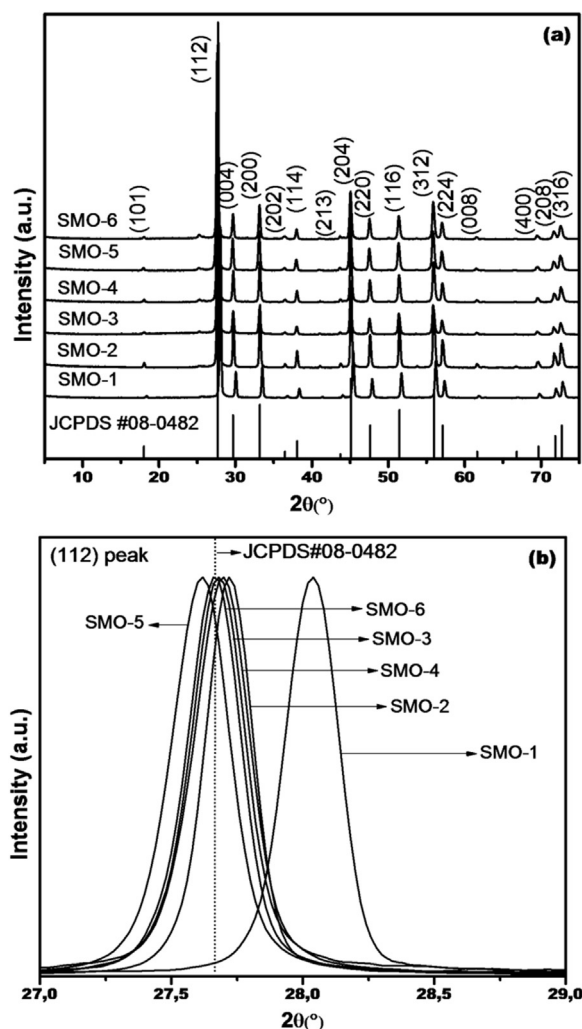 (a)
(112)
(101)
(004)
(200)
(202)
(114)
(213)
(204)
(220)
(116)
(312)
(224)
(008)
(400)
(208)
(316)
SMO-6
SMO-5
SMO-4
SMO-3
SMO-2
SMO-1
JCPDS #08-0482
Intensity (a.u.)
10 20 30 40 50 60 70
2θ(º)
(112) peak
JCPDS#08-0482
(b)
SMO-5
SMO-6
SMO-3
SMO-4
SMO-2
SMO-1
Intensity (a.u.)
27,0 27,5 28,0 28,5 29,0
2θ(º)